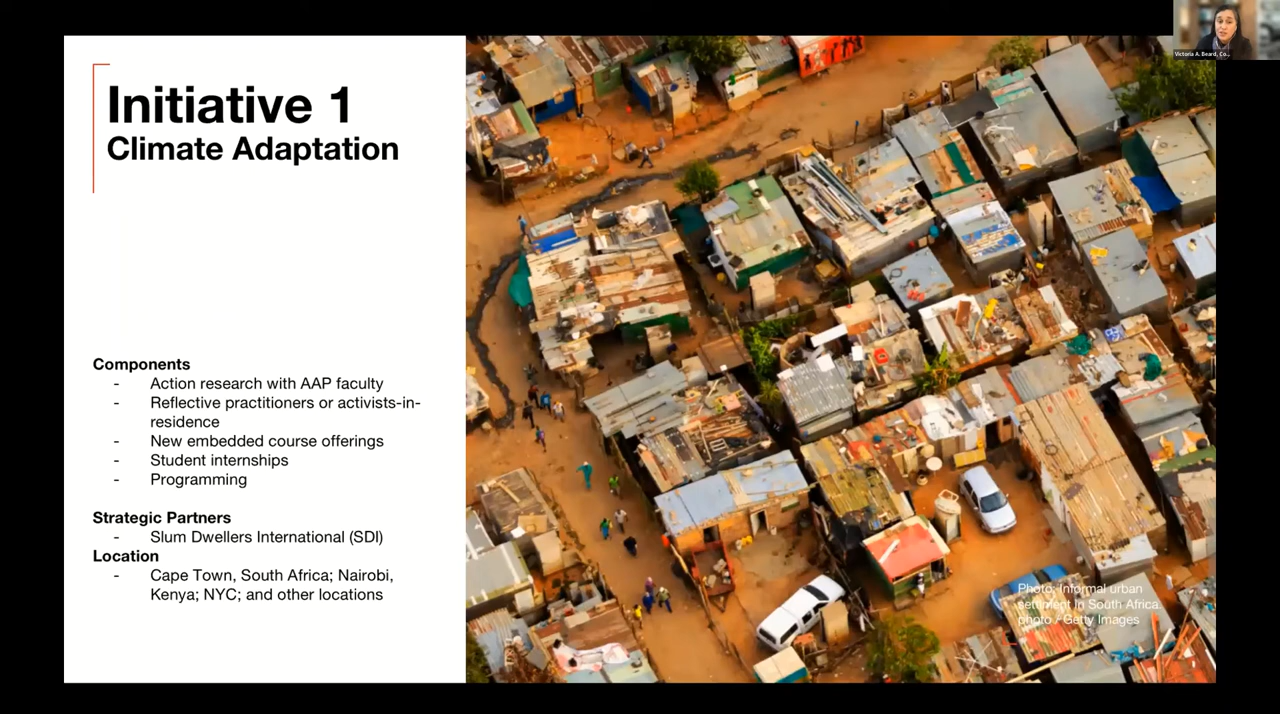 Victoria A. Beard, Co...
Initiative 1
Climate Adaptation
Components
- Action research with AAP faculty
- Reflective practitioners or activists-in-
residence
- New embedded course offerings
- Student internships
- Programming
Strategic Partners
- Slum Dwellers International (SDI)
Location
- Cape Town, South Africa; Nairobi,
Kenya; NYC; and other locations
Photo: Informal urban
in South Africa.
photo / Getty Images